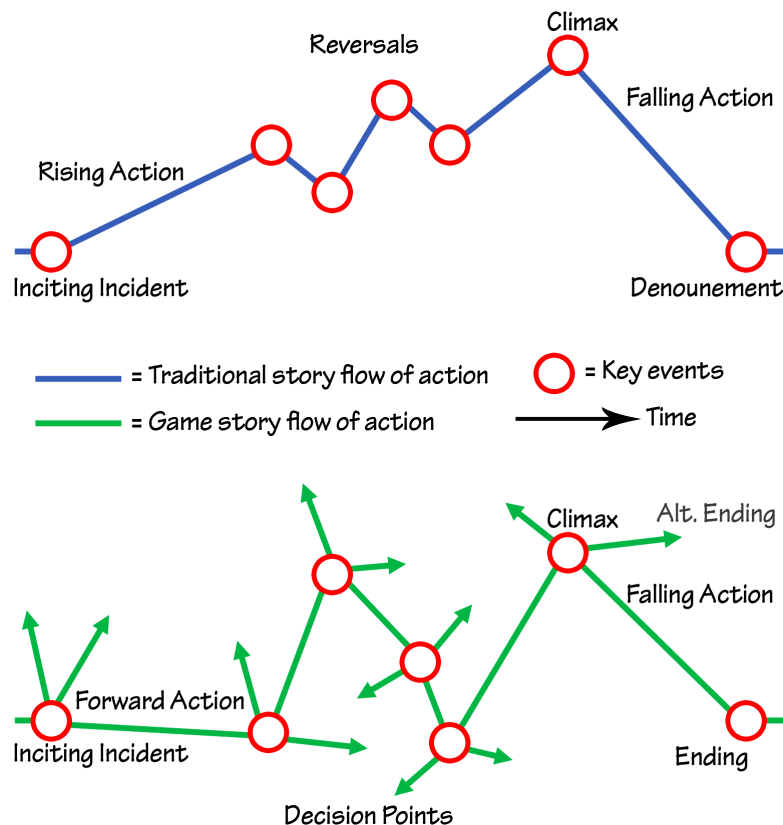 Climax
Reversals
Falling Action
Rising Action
Inciting Incident
Denounement
= Traditional story flow of action
= Key events
= Game story flow of action
Time
Climax
Alt. Ending
Falling Action
Forward Action
Inciting Incident
Ending
Decision Points